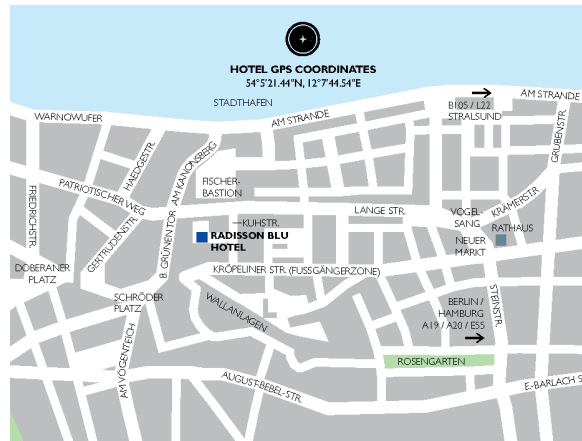 HOTEL GPS COORDINATES
54°5'21.44"N, 12°7'44.54"E
STADTHAFEN
AM STRANDE
B105 / L22
STRALSUND
WARNOWUFER
AM STRANDE
GRUBENSTR.
HAEDGESTR.
AM KANONSBERG
FISCHER-
BASTION
PATRIOTISCHER WEG
FRIEDRICHSTR.
GERTRUDENSTR.
B. GRÜNEN TOR
KUHSTR.
LANGE STR.
VOGEL
SANG
KRÄMERSTR.
RATHAUS
RADISSON BLU
HOTEL
NEUER
MARKT
DOBERANER
PLATZ
KRÖPELINER STR. (FUSSGÄNGERZONE)
SCHRÖDER
PLATZ
WALLANLAGEN
STEINSTR.
BERLIN /
HAMBURG
A19 / A20 / E55
AM VÖGENTEICH
ROSENGARTEN
AUGUST-BEBEL-STR.
E-BARLACH S